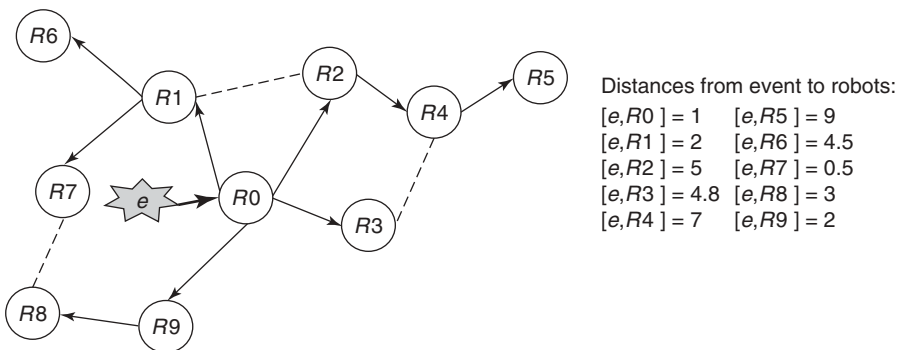 R6
R2
R5
R1
R4
Distances from event to robots:
[e,R0 ] = 1 [e,R5 ] = 9
[e,R1 ] = 2 [e,R6 ] = 4.5
[e,R2 ] = 5 [e,R7 ] = 0.5
[e,R3 ] = 4.8 [e,R8 ] = 3
[e,R4 ] = 7 [e,R9 ] = 2
R7
e
R0
R3
R8
R9